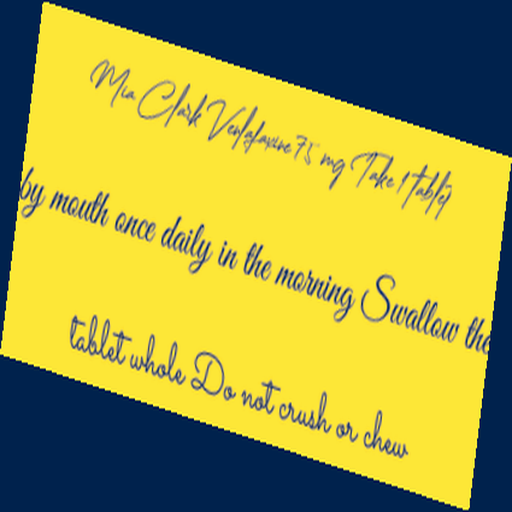 Mia Clark Venlafaxine 75 mg Take 1 tablet
by mouth once daily in the morning Swallow the
tablet whole Do not crush or chew